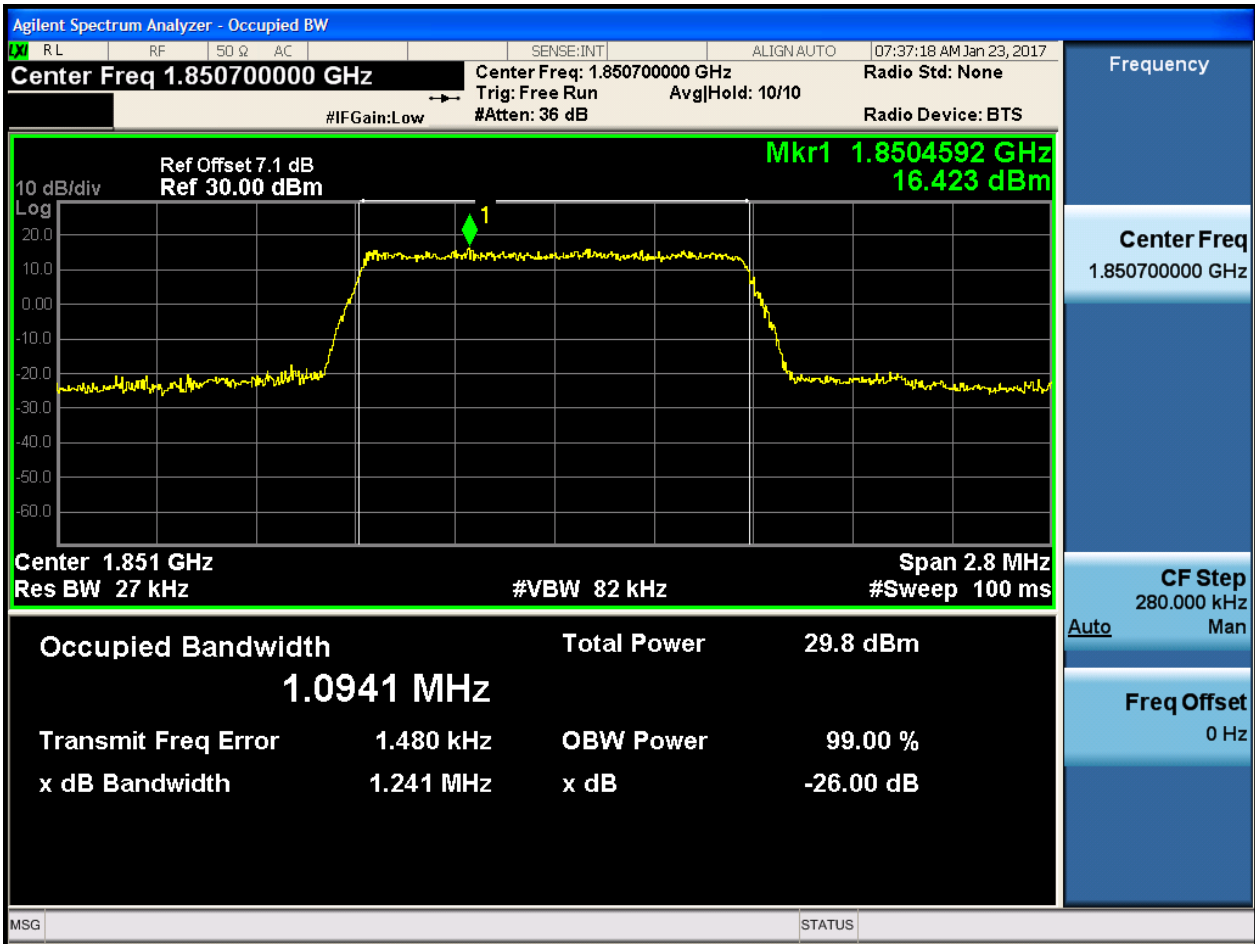 Agilent Spectrum Analyzer - Occupied BW
LXI RL RF 50 Ω AC SENSE:INT ALIGN AUTO 07:37:18 AM Jan 23, 2017
Center Freq 1.850700000 GHz
Center Freq: 1.850700000 GHz Radio Std: None
Trig: Free Run Avg|Hold: 10/10
#IFGain:Low #Atten: 36 dB Radio Device: BTS
Frequency
Mkr1 1.8504592 GHz
16.423 dBm
Ref Offset 7.1 dB
10 dB/div Ref 30.00 dBm
Log
1
20.0
10.0
0.00
-10.0
-20.0
-30.0
-40.0
-50.0
-60.0
Center 1.851 GHz Span 2.8 MHz
Res BW 27 kHz #VBW 82 kHz #Sweep 100 ms
Occupied Bandwidth Total Power 29.8 dBm
1.0941 MHz
Transmit Freq Error 1.480 kHz OBW Power 99.00 %
x dB Bandwidth 1.241 MHz x dB -26.00 dB
Center Freq
1.850700000 GHz
CF Step
280.000 kHz
Auto Man
Freq Offset
0 Hz
MSG STATUS